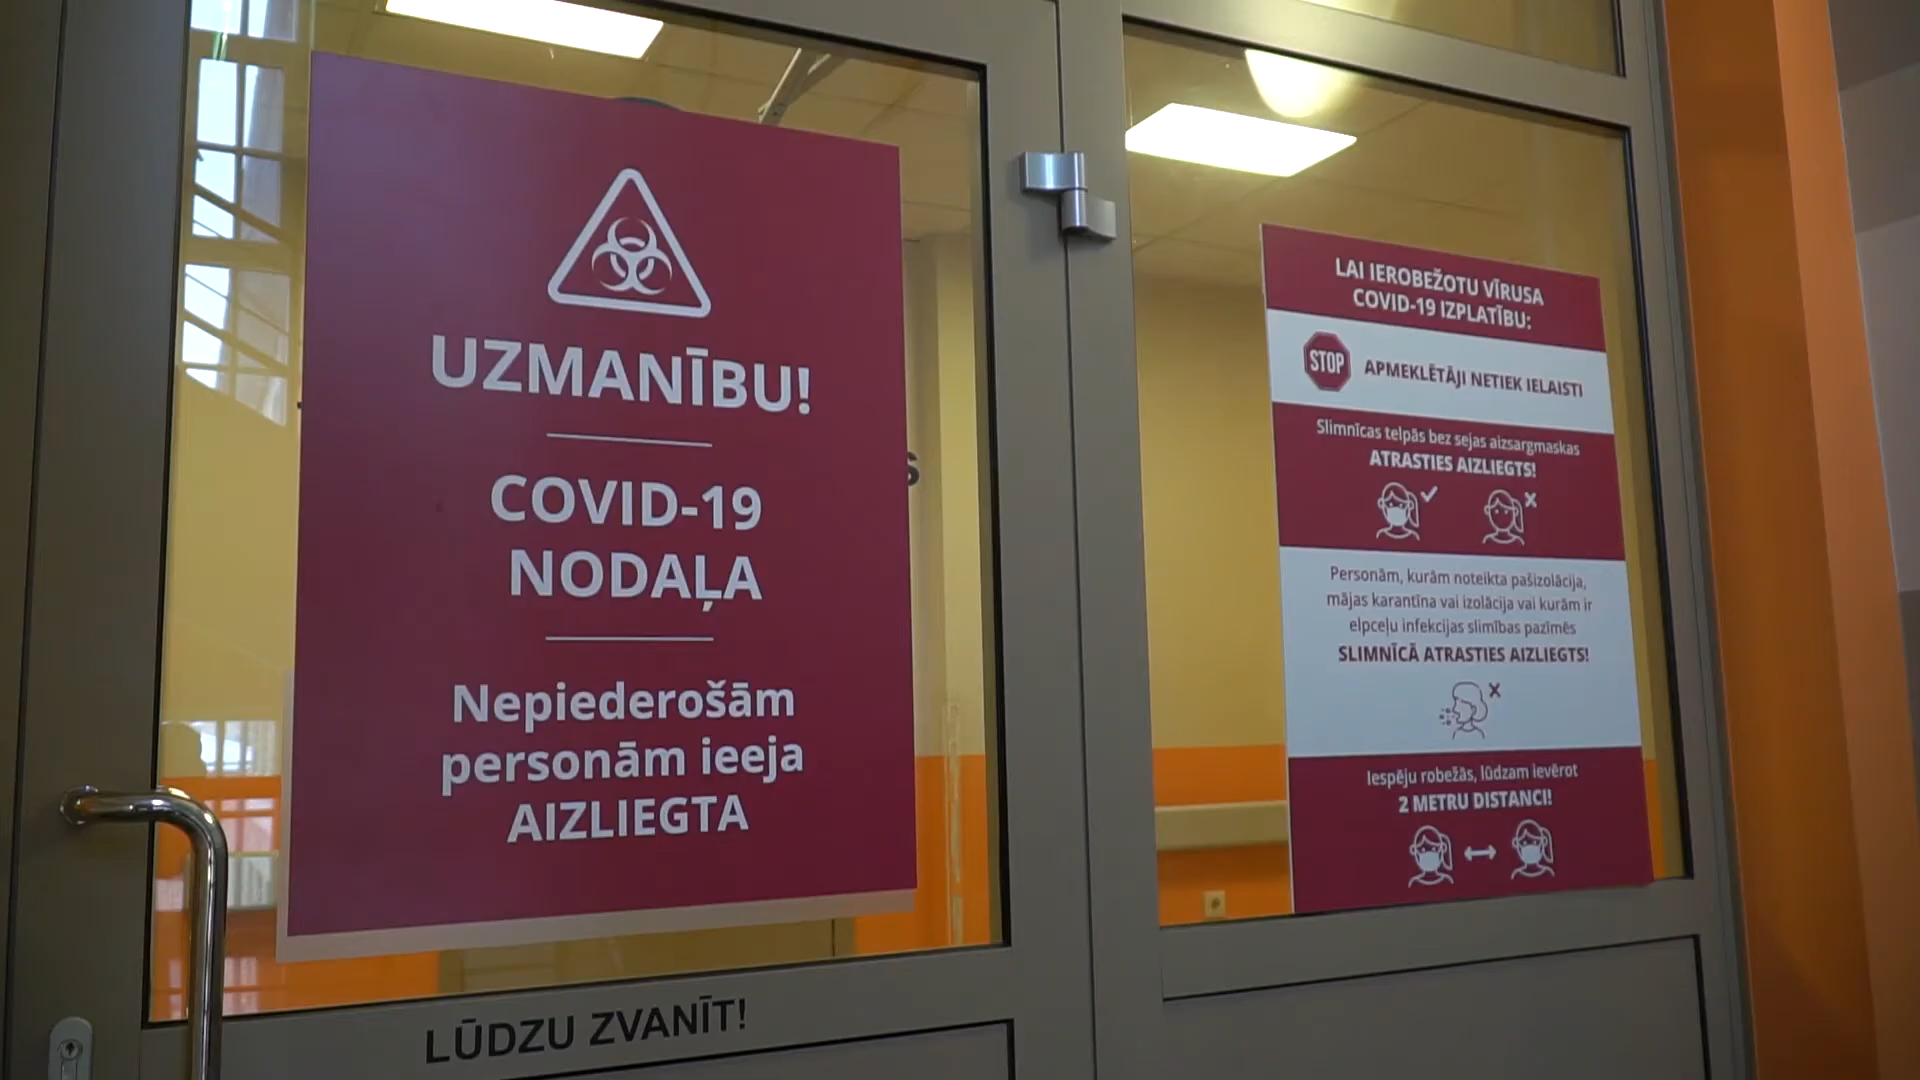 UZMANĪBU!
COVID-19
NODAĻA
Nepiederošām
personām ieeja
AIZLIEGTA
LŪDZU ZVANĪT!
LAI IEROBEŽOTU VĪRUSA
COVID-19 IZPLATĪBU:
STOP
APMEKLĒTĀJI NETIEK IELAISTI
Slimnīcas telpās bez sejas aizsargmaskas
ATRASTIES AIZLIEGTS!
Personām, kurām noteikta pašizolācija,
mājas karantīna vai izolācija vai kurām ir
elpceļu infekcijas slimības pazīmēs
SLIMNĪCĀ ATRASTIES AIZLIEGTS!
Iespēju robežās, lūdzam ievērot
2 METRU DISTANCI!